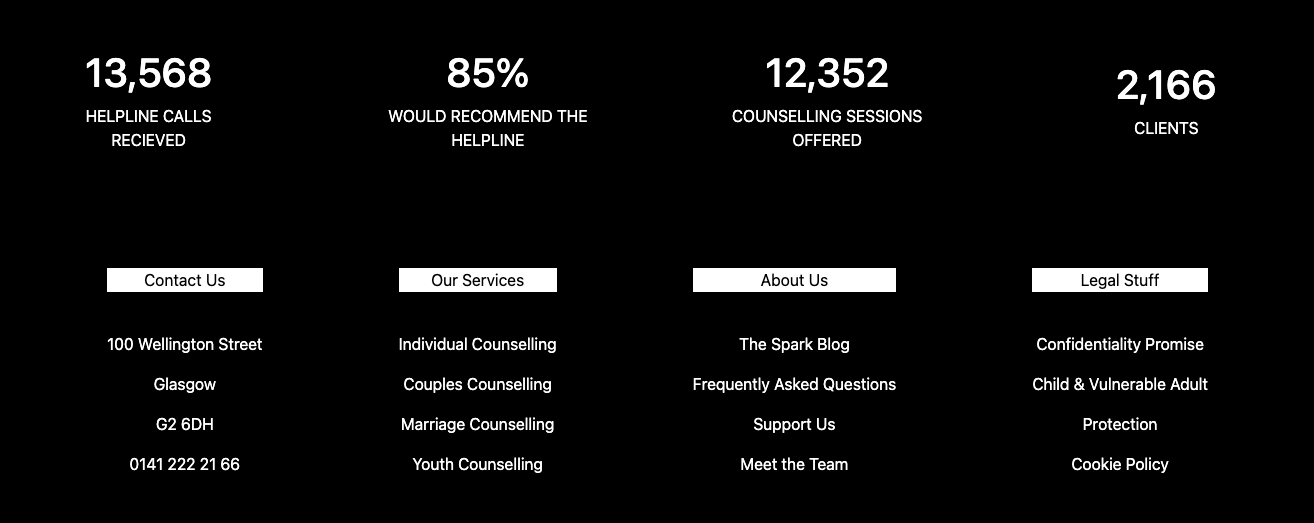 13,568
HELPLINE CALLS
RECIEVED
85%
WOULD RECOMMEND THE
HELPLINE
12,352
COUNSELLING SESSIONS
OFFERED
2,166
CLIENTS
Contact Us
100 Wellington Street
Glasgow
G2 6DH
0141 222 21 66
Our Services
Individual Counselling
Couples Counselling
Marriage Counselling
Youth Counselling
About Us
The Spark Blog
Frequently Asked Questions
Support Us
Meet the Team
Legal Stuff
Confidentiality Promise
Child & Vulnerable Adult
Protection
Cookie Policy